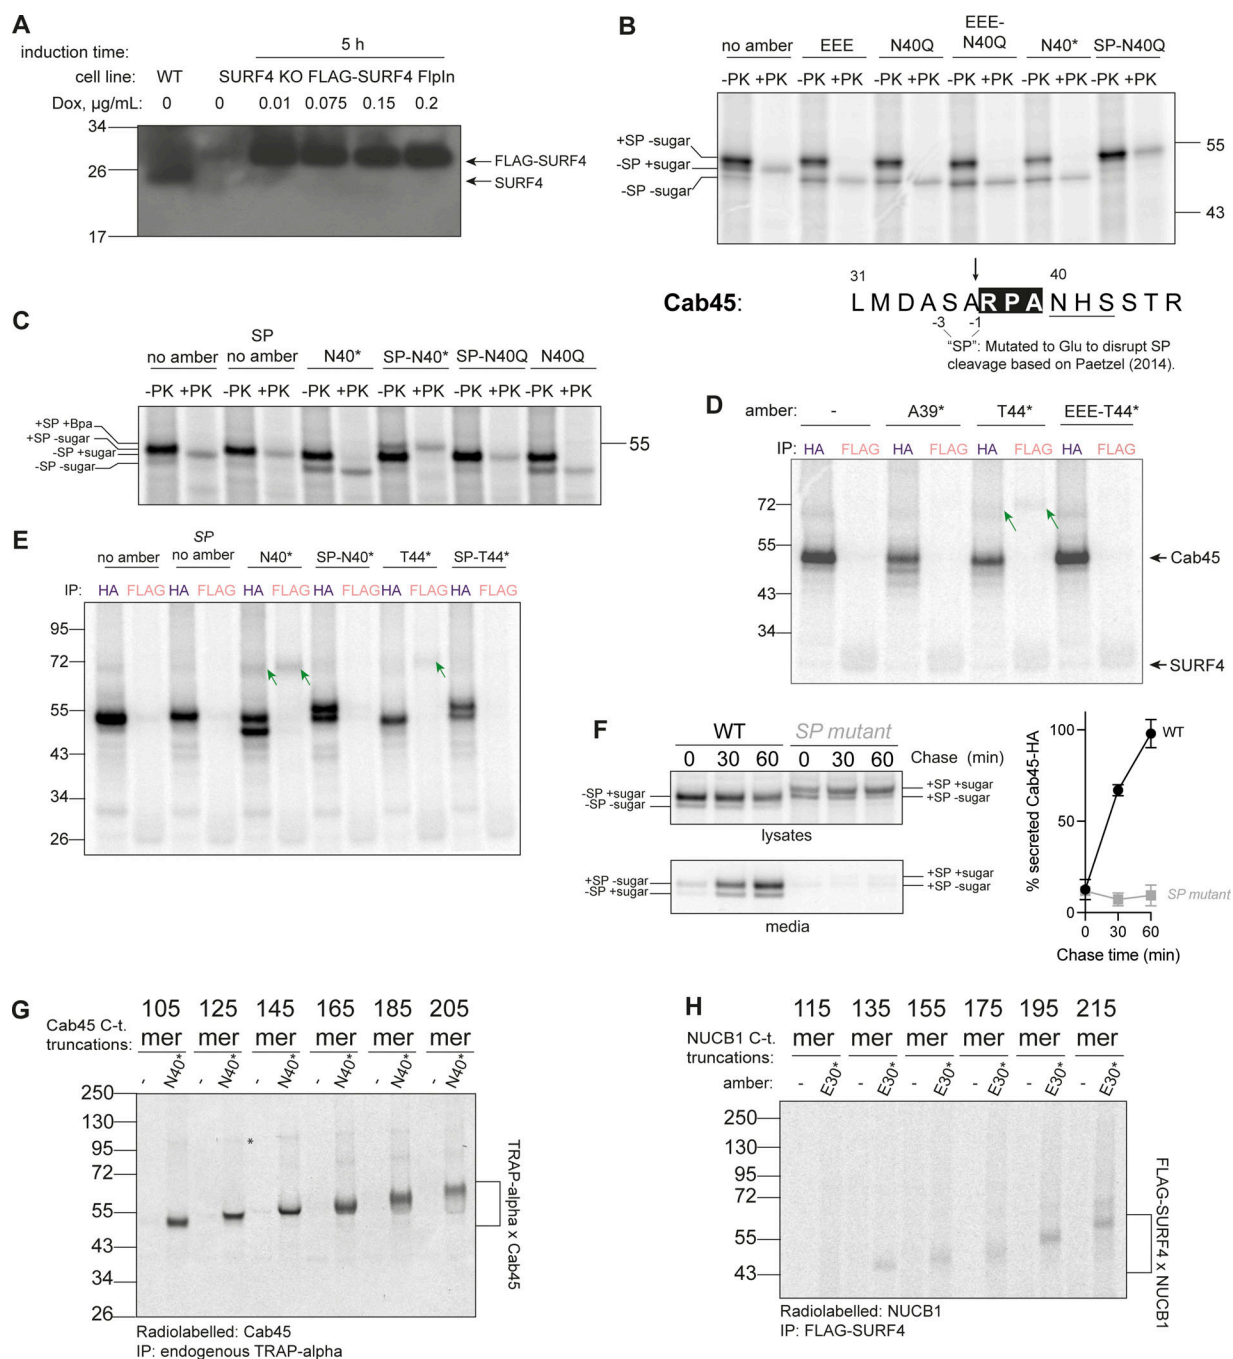 A
induction time: 5 h
cell line: WT SURF4 KO FLAG-SURF4 FlpIn
Dox, µg/mL: 0 0 0.01 0.075 0.15 0.2
34
26
17
FLAG-SURF4
SURF4
B
no amber EEE N40Q EEE-N40Q N40* SP-N40Q
-PK +PK -PK +PK -PK +PK -PK +PK -PK +PK -PK +PK
+SP -sugar
-SP +sugar
-SP -sugar
55
43
31 40
Cab45: L M D A S A R P A N H S S T R
-3 -1
"SP": Mutated to Glu to disrupt SP
cleavage based on Paetzel (2014).
C
SP
no amber no amber N40* SP-N40* SP-N40Q N40Q
-PK +PK -PK +PK -PK +PK -PK +PK -PK +PK -PK +PK
+SP +Bpa
+SP -sugar
-SP +sugar
-SP -sugar
55
D
amber: - A39* T44* EEE-T44*
IP: HA FLAG HA FLAG HA FLAG HA FLAG
72
55
43
34
Cab45
SURF4
E
SP
no amber no amber N40* SP-N40* T44* SP-T44*
IP: HA FLAG HA FLAG HA FLAG HA FLAG HA FLAG HA FLAG
95
72
55
43
34
26
F
WT SP mutant
0 30 60 0 30 60 Chase (min)
-SP +sugar
-SP -sugar
+SP +sugar
+SP -sugar
lysates
+SP -sugar
-SP +sugar
+SP +sugar
+SP -sugar
media
% secreted Cab45-HA
100
50
0
WT
SP mutant
0 30 60
Chase time (min)
G
105 125 145 165 185 205
Cab45 C-t. mer mer mer mer mer mer
truncations:
- N40* - N40* - N40* - N40* - N40* - N40*
250
130
95
72
55
43
34
26
*
TRAP-alpha x Cab45
Radiolabelled: Cab45
IP: endogenous TRAP-alpha
H
115 135 155 175 195 215
NUCB1 C-t. mer mer mer mer mer mer
truncations:
amber: - E30* - E30* - E30* - E30* - E30* - E30*
250
130
95
72
55
43
FLAG-SURF4 x NUCB1
Radiolabelled: NUCB1
IP: FLAG-SURF4